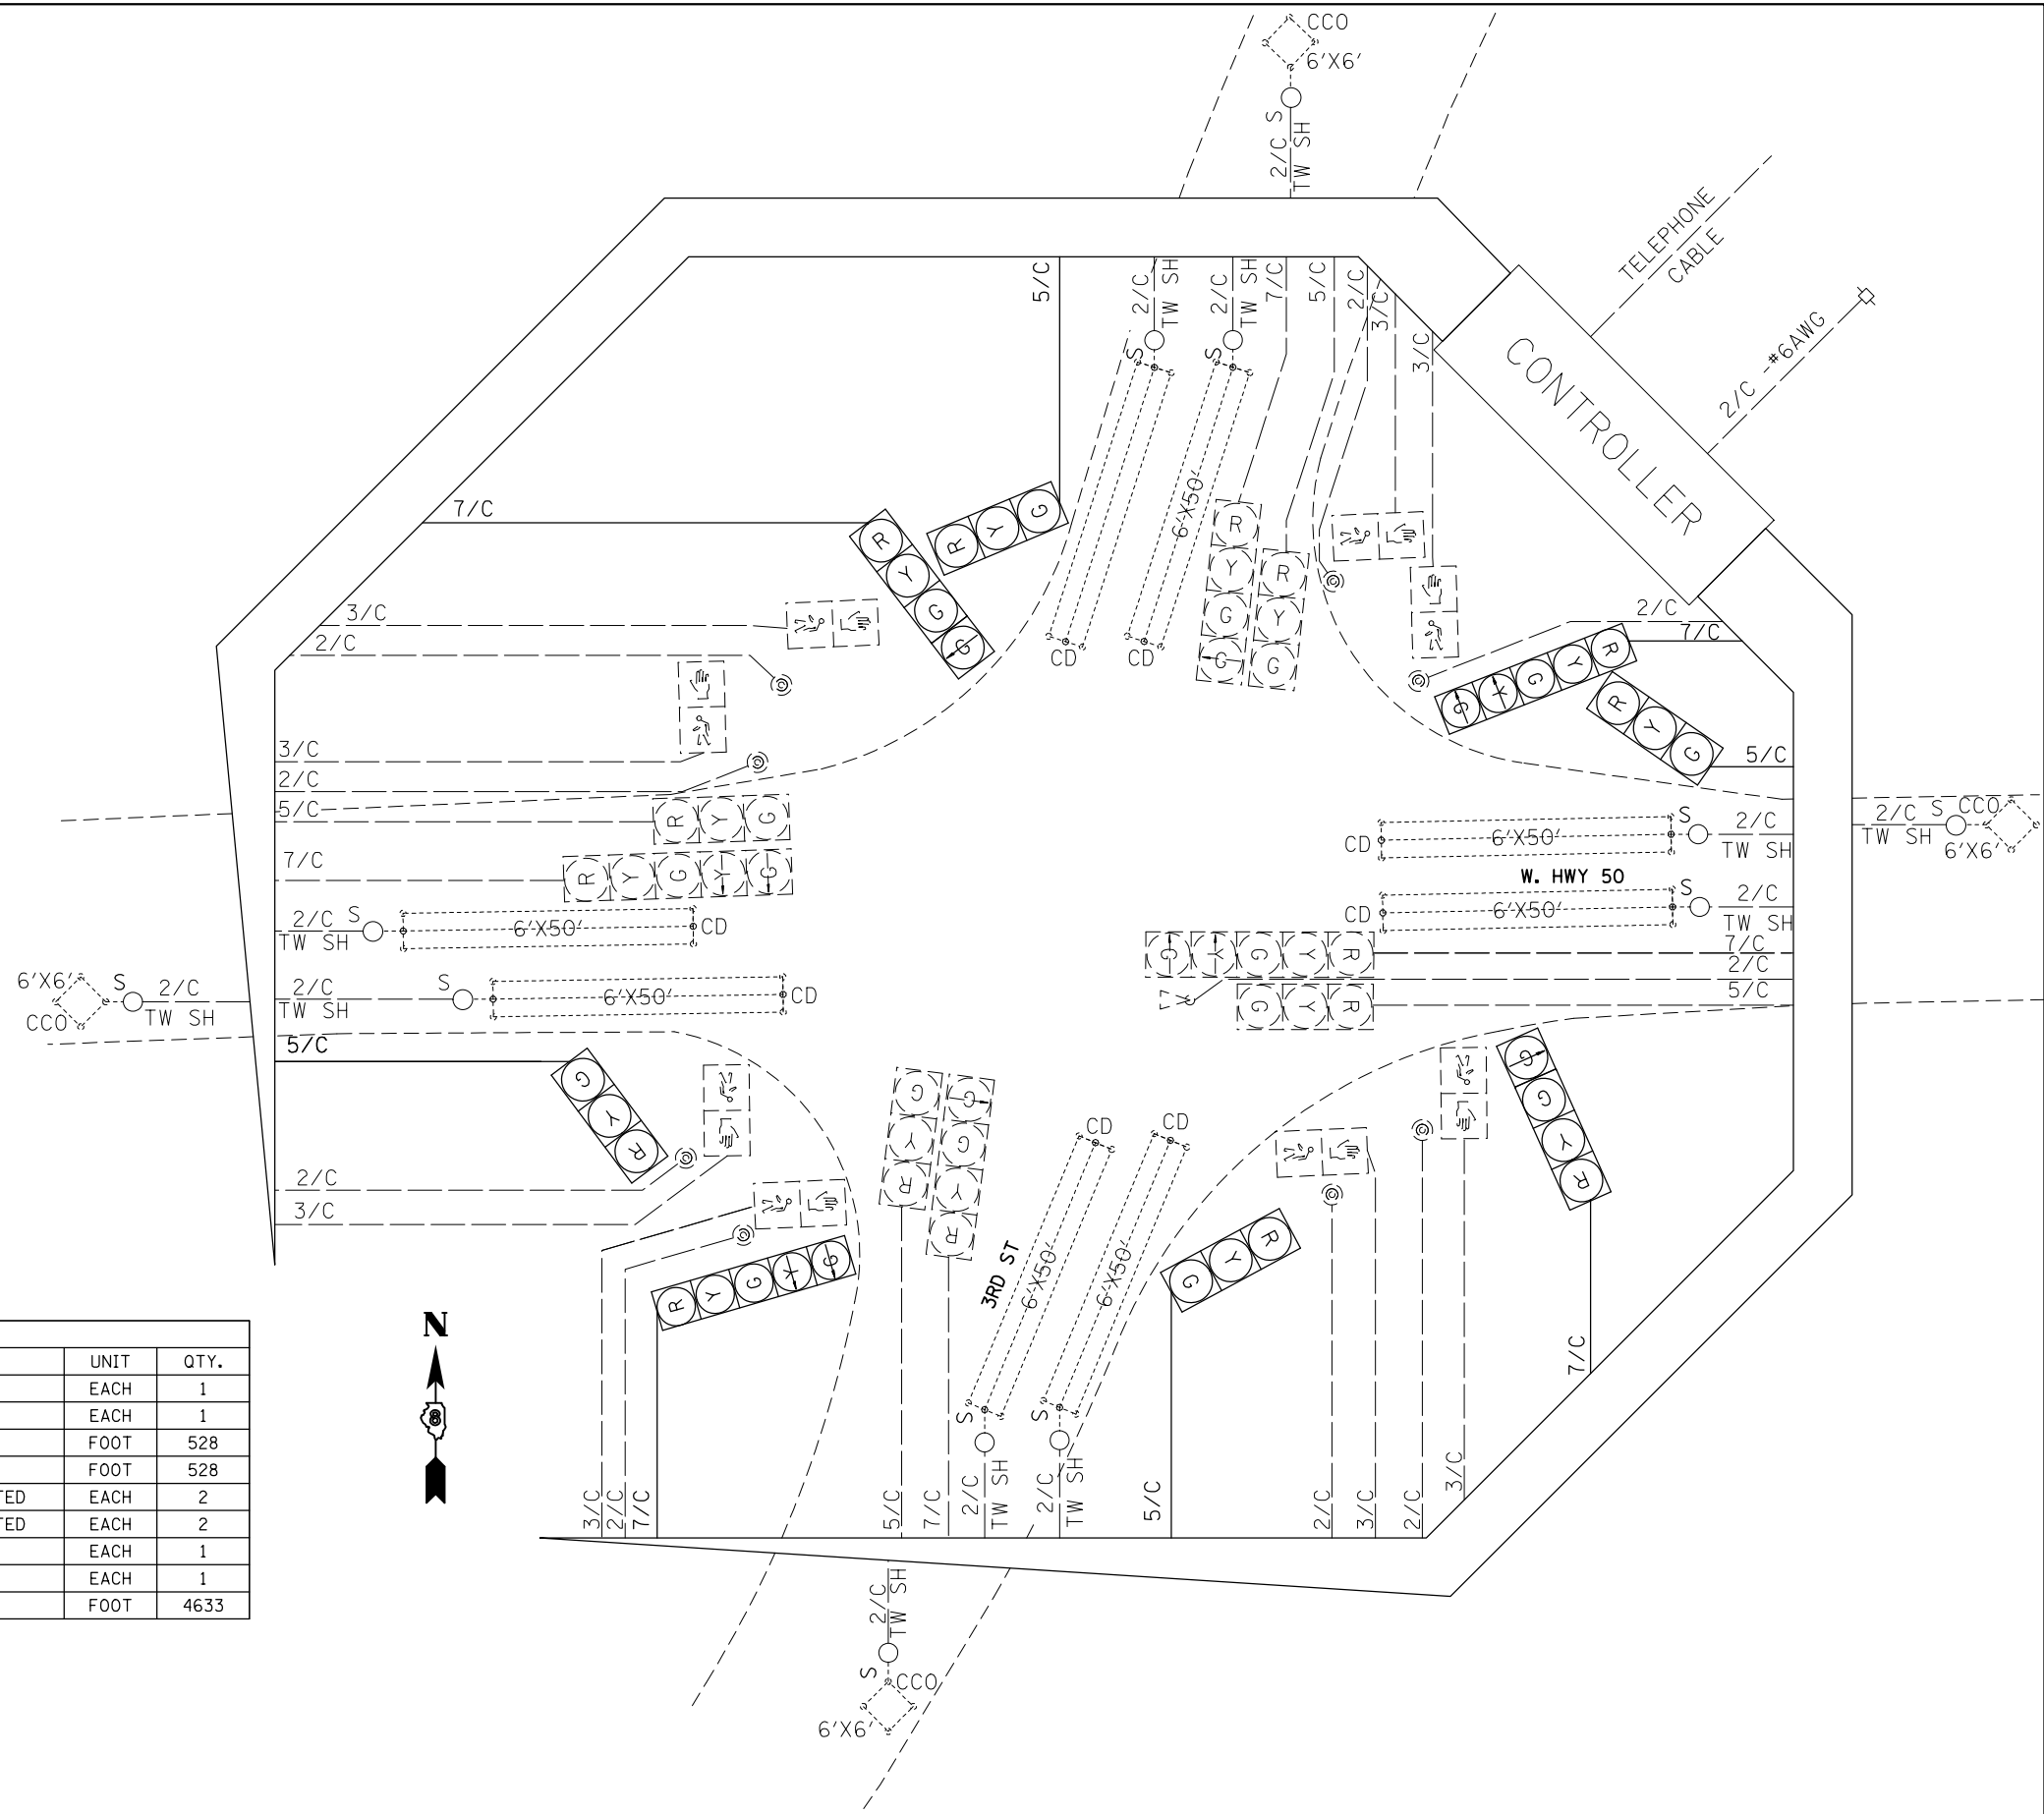 CCO
6'X6'
2/C S
TW SH
TELEPHONE
CABLE
2/C -#6AWG
CONTROLLER
5/C
2/C
TW SH
2/C
TW SH
7/C
5/C
2/C
3/C
3/C
S
S
7/C
R Y G
R Y G G
6'X50'
CD
CD
R Y G G
R Y G
3/C
2/C
2/C
7/C
G Y G Y R
R Y G
5/C
3/C
2/C
5/C
R Y G
7/C
R Y G Y G
2/C S
TW SH
6'X50'
CD
6'X6'
S 2/C
TW SH
CCO
2/C S
TW SH
6'X50'
CD
CD
6'X50'
S 2/C
TW SH
W. HWY 50
CD
6'X50'
S 2/C
TW SH
2/C S CCO
TW SH 6'X6'
G Y G Y R
7/C
2/C
5/C
G Y R
5/C
G Y R
2/C
3/C
R Y G Y G
G Y R
G G Y R
CD
CD
3RD ST
6'X50'
6'X50'
S
S
G Y R
G G Y R
7/C
3/C
2/C
7/C
5/C
7/C
2/C
TW SH
2/C
TW SH
5/C
2/C
3/C
2/C
3/C
2/C
TW SH
S
CCO
6'X6'
N
UNIT QTY.
EACH 1
EACH 1
FOOT 528
FOOT 528
TED EACH 2
TED EACH 2
EACH 1
EACH 1
FOOT 4633